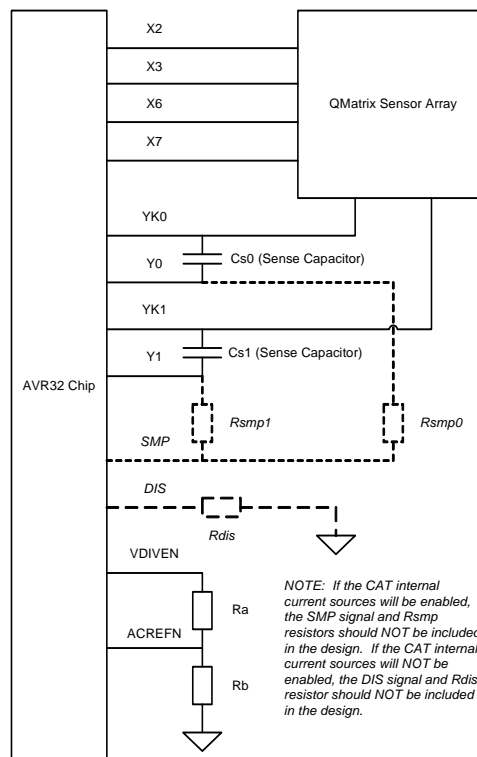 X2
X3
QMatrix Sensor Array
X6
X7
YK0
Cs0 (Sense Capacitor)
Y0
YK1
Y1
Cs1 (Sense Capacitor)
AVR32 Chip
Rsmp1
Rsmp0
SMP
DIS
Rdis
VDIVEN
Ra
ACREFN
Rb
NOTE: If the CAT internal
current sources will be enabled,
the SMP signal and Rsmp
resistors should NOT be included
in the design. If the CAT internal
current sources will NOT be
enabled, the DIS signal and Rdis
resistor should NOT be included
in the design.